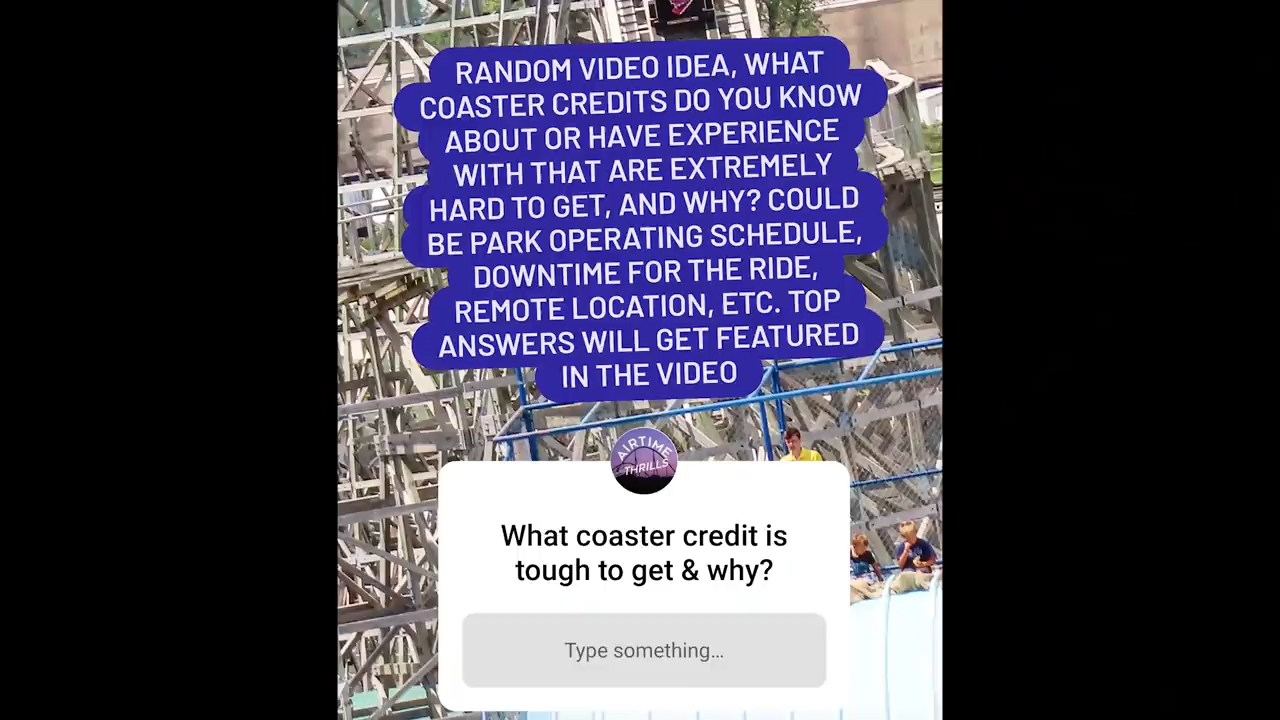 RANDOM VIDEO IDEA, WHAT
COASTER CREDITS DO YOU KNOW
ABOUT OR HAVE EXPERIENCE
WITH THAT ARE EXTREMELY
HARD TO GET, AND WHY? COULD
BE PARK OPERATING SCHEDULE,
DOWNTIME FOR THE RIDE,
REMOTE LOCATION, ETC. TOP
ANSWERS WILL GET FEATURED
IN THE VIDEO
AIRTIME
THRILLS
What coaster credit is
tough to get & why?
Type something...